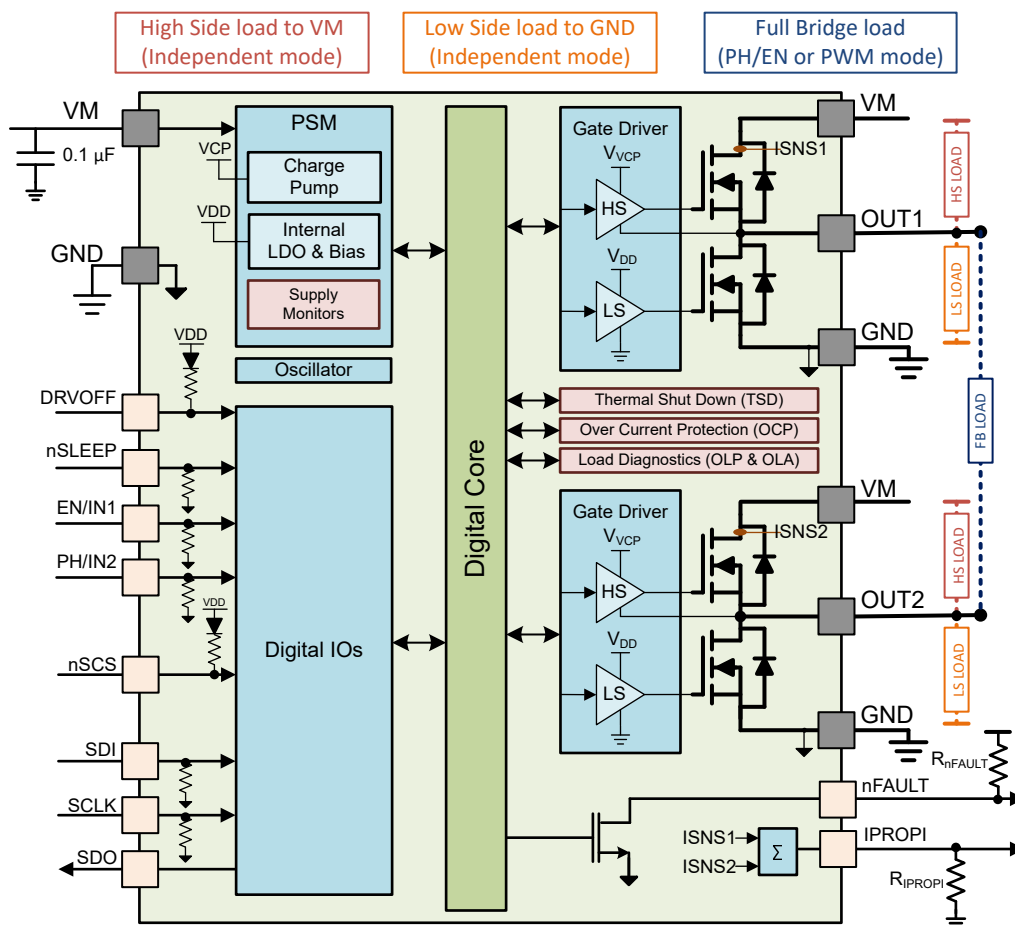 High Side load to VM
(Independent mode)
Low Side load to GND
(Independent mode)
Full Bridge load
(PH/EN or PWM mode)
VM
0.1 µF
GND
PSM
VCP
Charge
Pump
VDD
Internal
LDO & Bias
Supply
Monitors
Oscillator
VDD
DRVOFF
nSLEEP
EN/IN1
PH/IN2
VDD
nSCS
SDI
SCLK
SDO
Digital IOs
Digital Core
Gate Driver
VVCP
HS
VDD
LS
ISNS1
VM
OUT1
GND
HS LOAD
LS LOAD
FB LOAD
Thermal Shut Down (TSD)
Over Current Protection (OCP)
Load Diagnostics (OLP & OLA)
Gate Driver
VVCP
HS
VDD
LS
ISNS2
VM
OUT2
GND
HS LOAD
LS LOAD
RnFAULT
nFAULT
ISNS1
ISNS2
Σ
IPROPI
RIPROPI